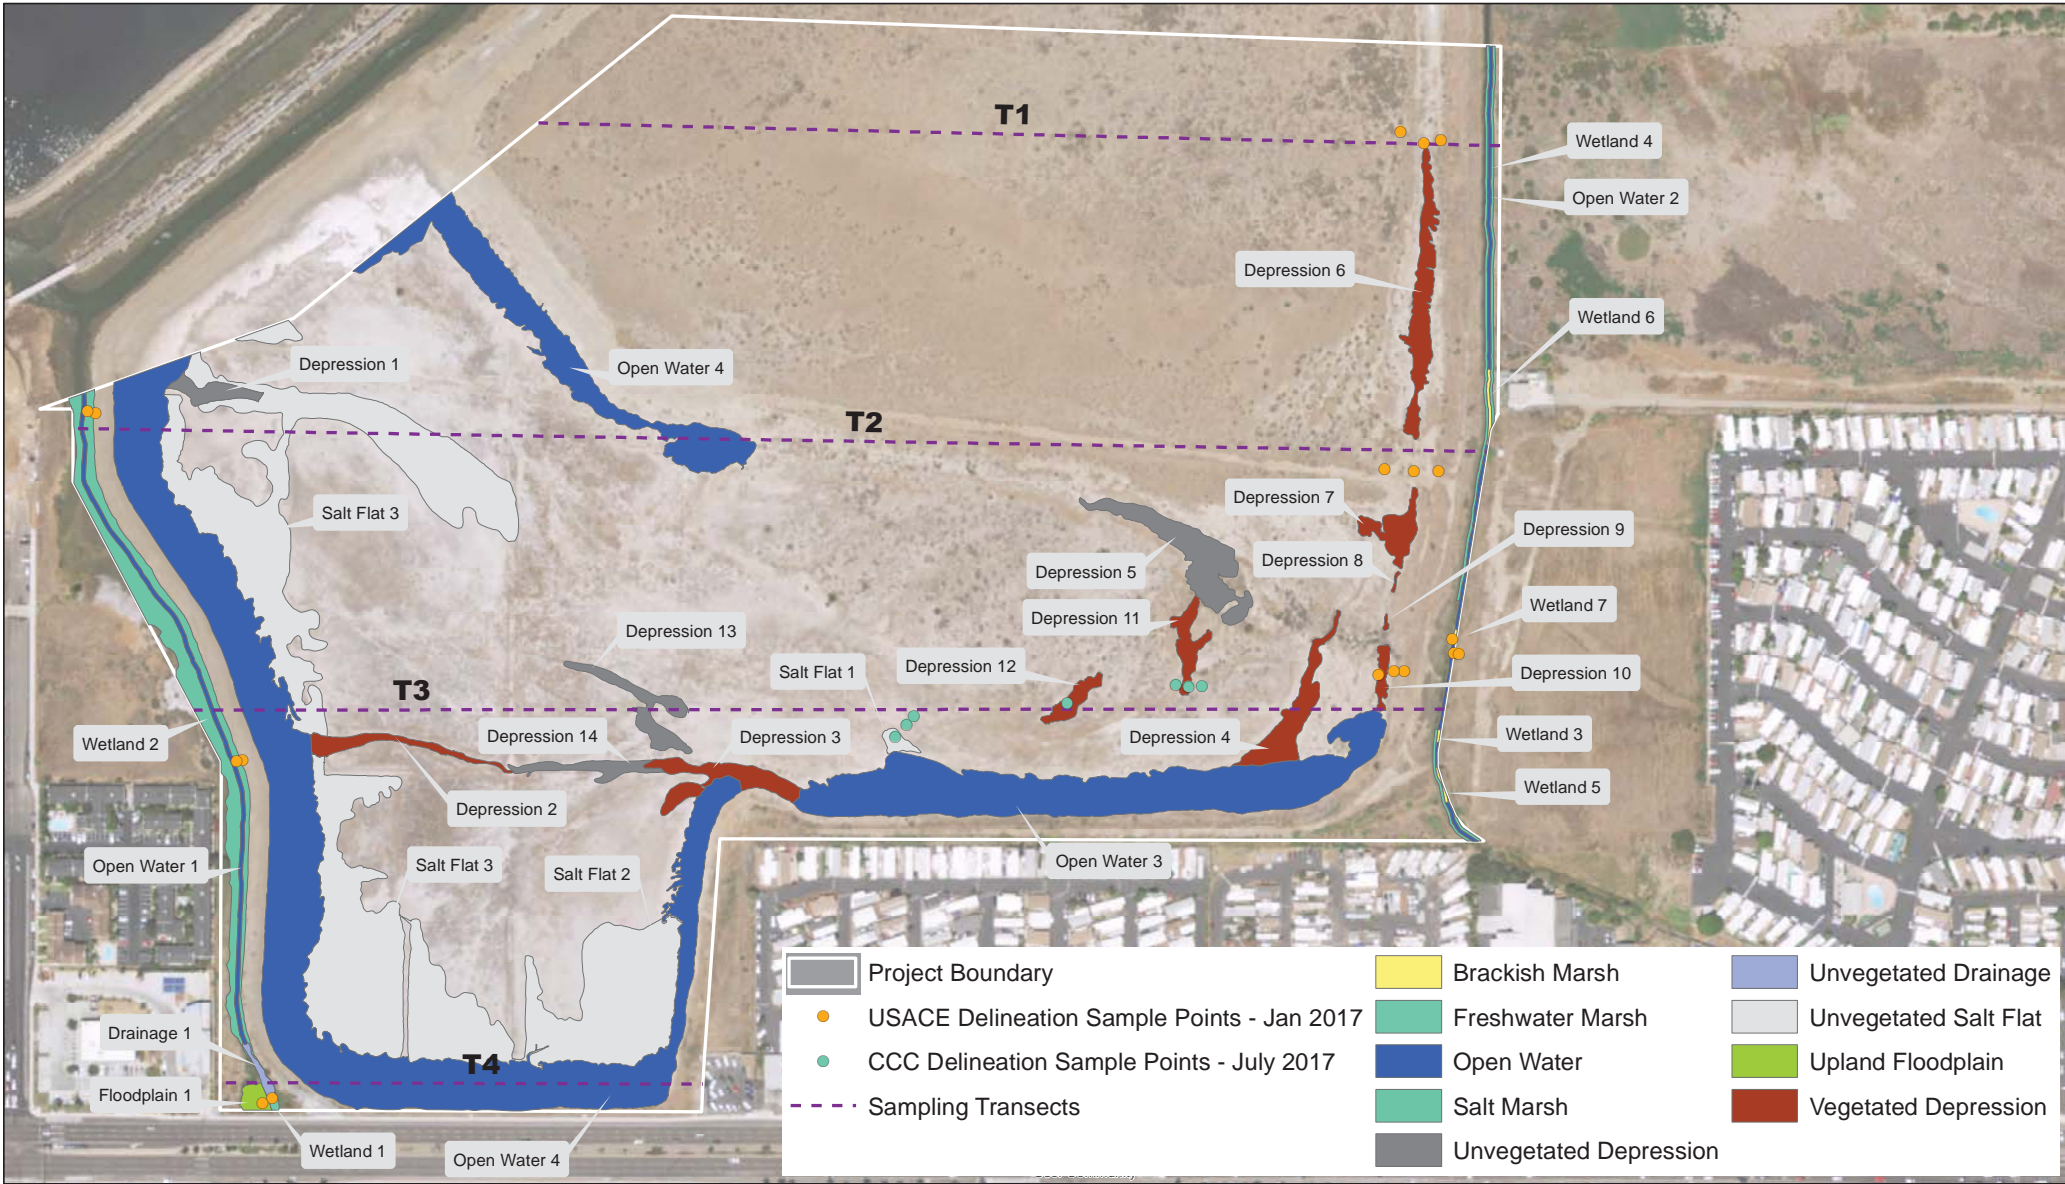 T1
Wetland 4
Open Water 2
Depression 6
Wetland 6
Depression 1
Open Water 4
T2
Salt Flat 3
Depression 7
Depression 9
Depression 8
Depression 5
Wetland 7
Depression 11
Depression 13
Salt Flat 1
Depression 12
Depression 10
T3
Wetland 2
Depression 14
Depression 3
Depression 4
Wetland 3
Wetland 5
Depression 2
Open Water 1
Salt Flat 3
Salt Flat 2
Open Water 3
Drainage 1
T4
Floodplain 1
Wetland 1
Open Water 4
Project Boundary
USACE Delineation Sample Points - Jan 2017
CCC Delineation Sample Points - July 2017
Sampling Transects
Brackish Marsh
Freshwater Marsh
Open Water
Salt Marsh
Unvegetated Depression
Unvegetated Drainage
Unvegetated Salt Flat
Upland Floodplain
Vegetated Depression